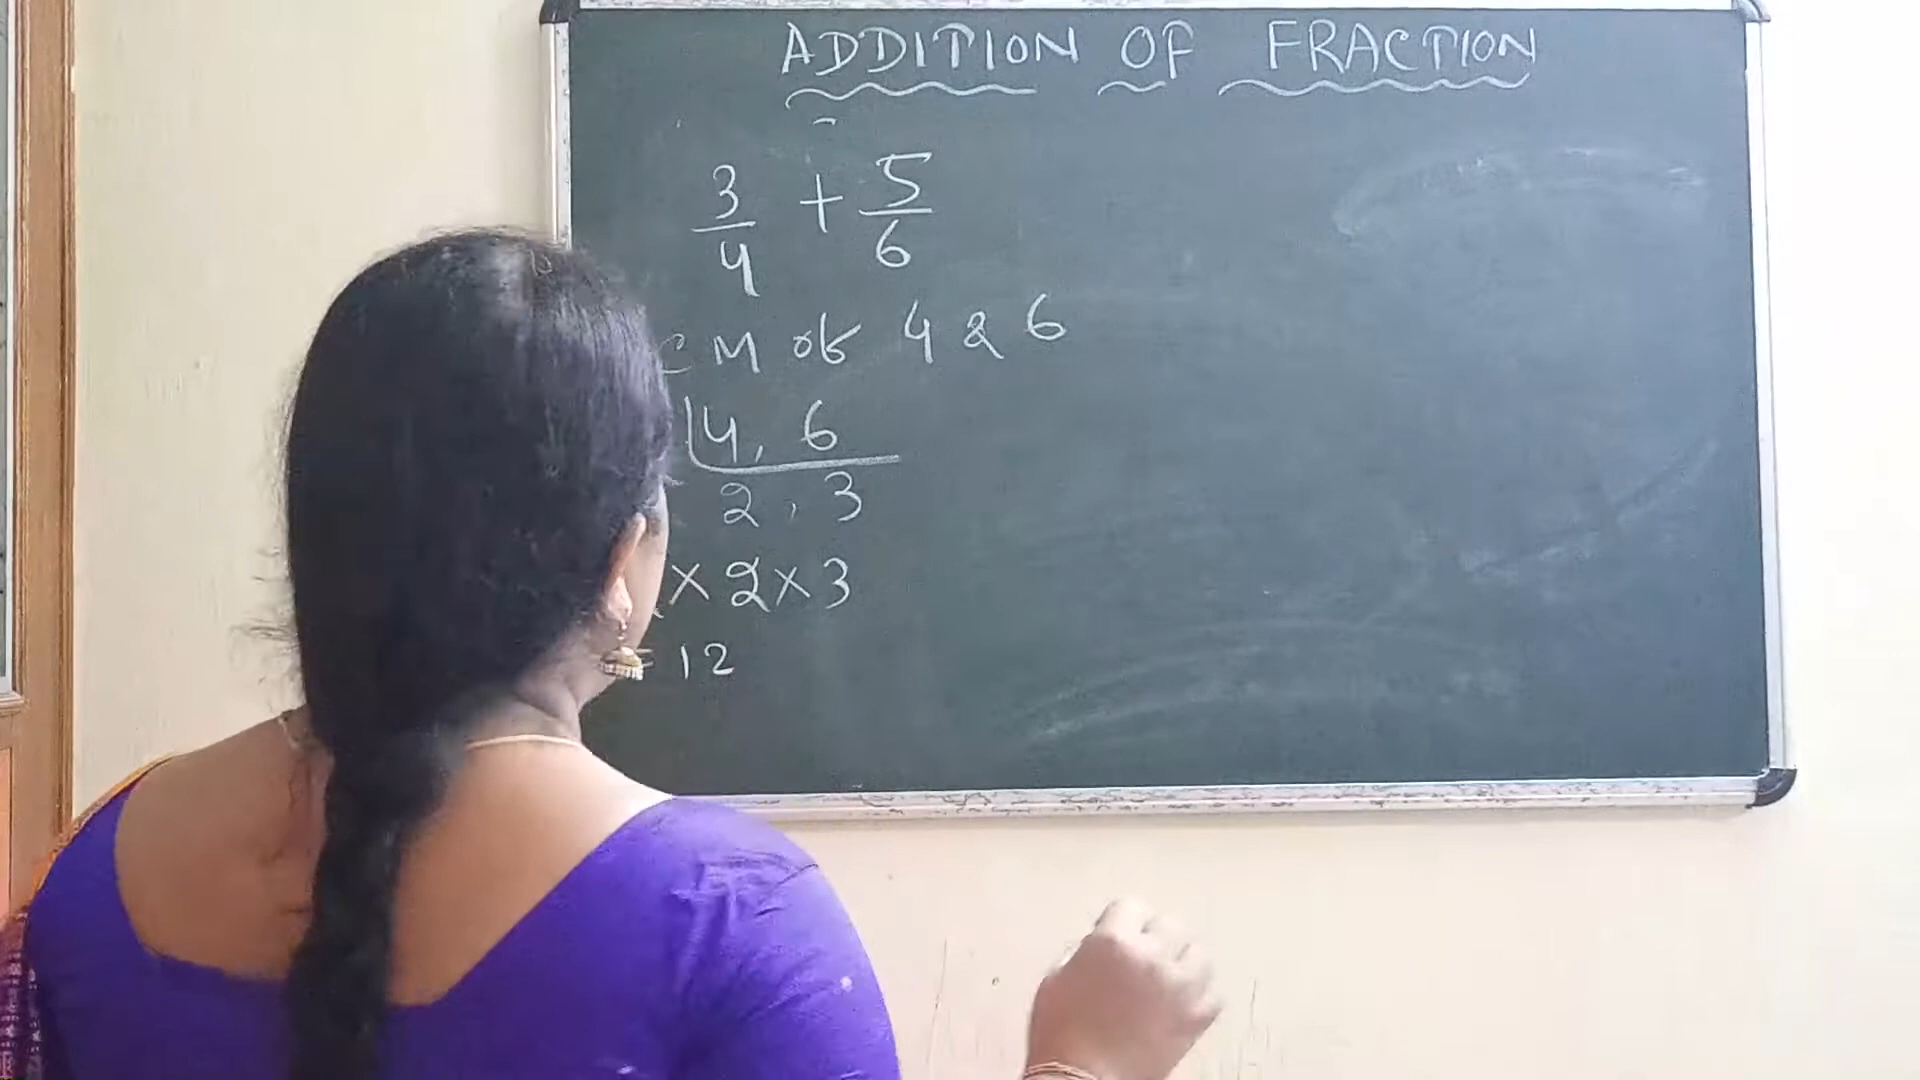 ADDITION OF FRACTION
3/4 + 5/6
CM of 4 & 6
4, 6
2, 3
× 2 × 3
12